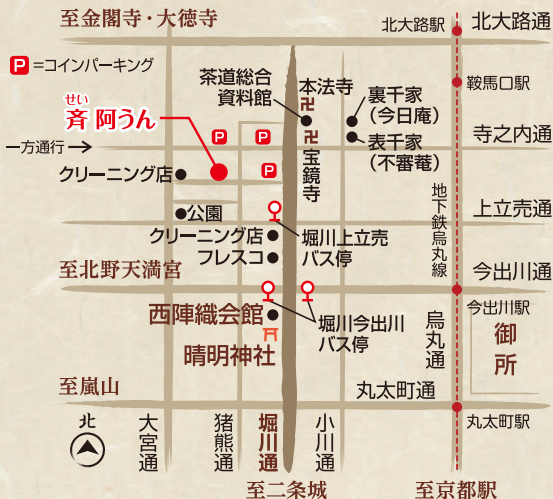 至金閣寺・大徳寺
北大路駅
北大路通
P=コインパーキング
茶道総合
資料館
本法寺
卍
鞍馬口駅
裏千家
（今日庵）
せい
斉 阿うん
P
P
卍
表千家
（不審菴）
寺之内通
一方通行
クリーニング店
P
宝鏡寺
地下鉄烏丸線
公園
上立売通
クリーニング店
堀川上立売
バス停
フレスコ
至北野天満宮
今出川通
西陣織会館
堀川今出川
バス停
今出川駅
烏丸通
御所
晴明神社
至嵐山
丸太町通
北
大宮通
猪熊通
堀川通
小川通
丸太町駅
至二条城
至京都駅